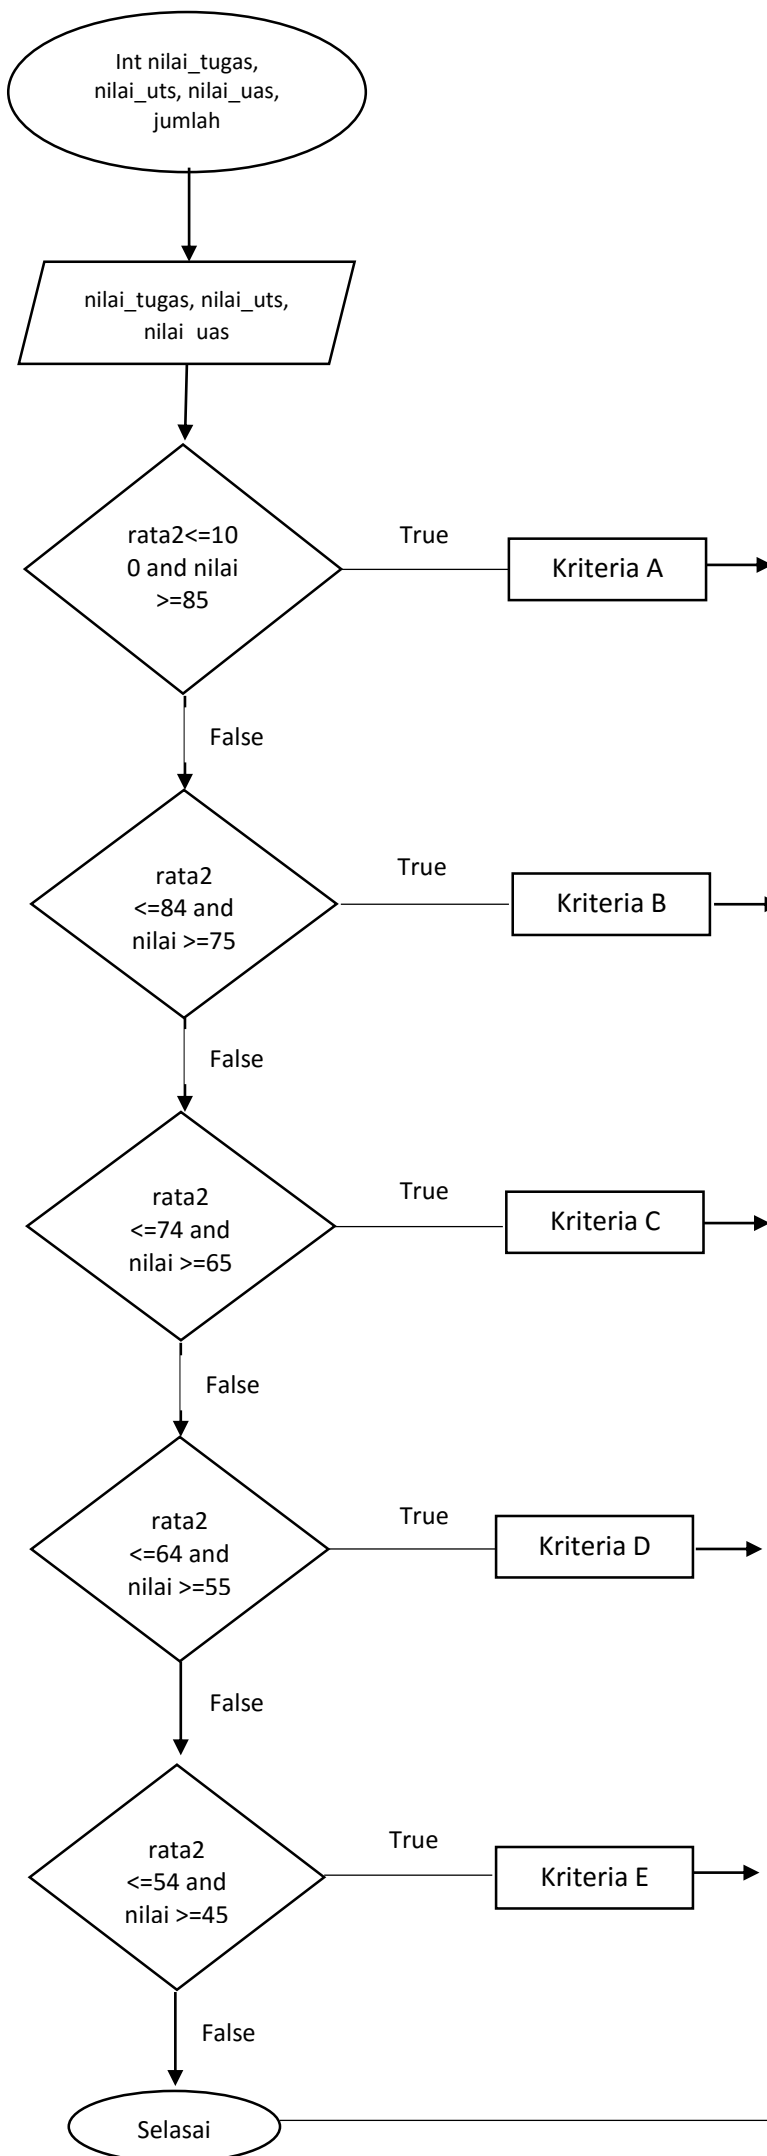 Int nilai_tugas,
nilai_uts, nilai_uas,
jumlah
nilai_tugas, nilai_uts,
nilai uas
rata2<=10
0 and nilai
>=85
True
Kriteria A
False
rata2
<=84 and
nilai >=75
True
Kriteria B
False
rata2
<=74 and
nilai >=65
True
Kriteria C
False
rata2
<=64 and
nilai >=55
True
Kriteria D
False
rata2
<=54 and
nilai >=45
True
Kriteria E
False
Selasai